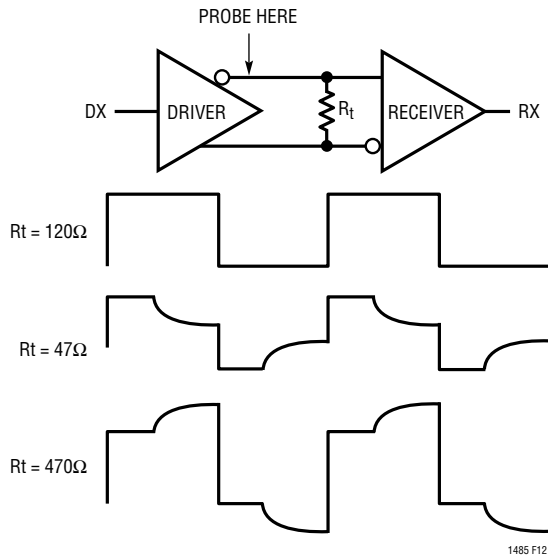 PROBE HERE
DX
DRIVER
Rt
RECEIVER
RX
Rt = 120Ω
Rt = 47Ω
Rt = 470Ω
1485 F12